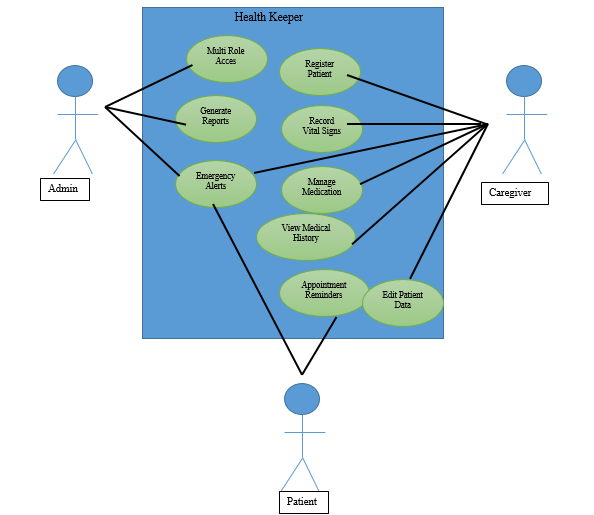 Health Keeper
Multi Role
Acces
Register
Patient
Generate
Reports
Record
Vital Signs
Admin
Emergency
Alerts
Manage
Medication
Caregiver
View Medical
History
Appointment
Reminders
Edit Patient
Data
Patient